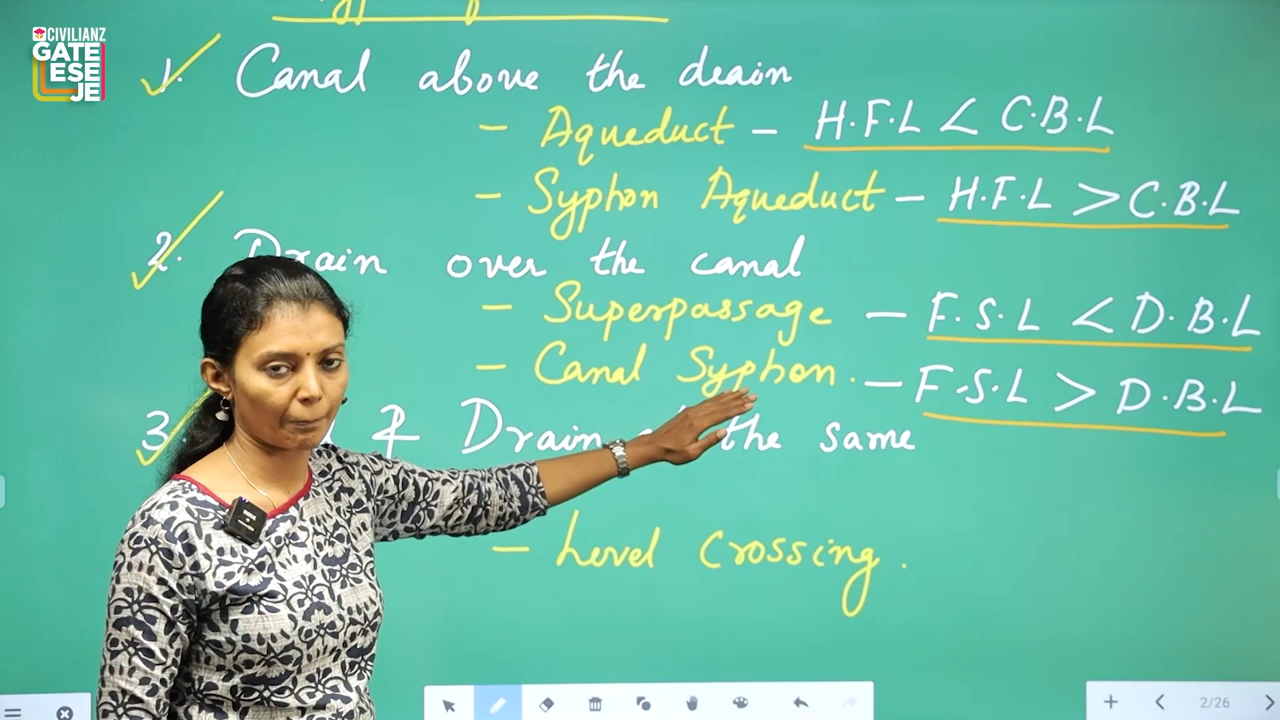 CIVILIANZ
GATE
ESE
JE
1. Canal above the drain
- Aqueduct - H.F.L < C.B.L
- Syphon Aqueduct - H.F.L > C.B.L
2. Drain over the canal
- Superpassage - F.S.L < D.B.L
- Canal Syphon. - F.S.L > D.B.L
3. & Drain the same
- Level Crossing.
2/26